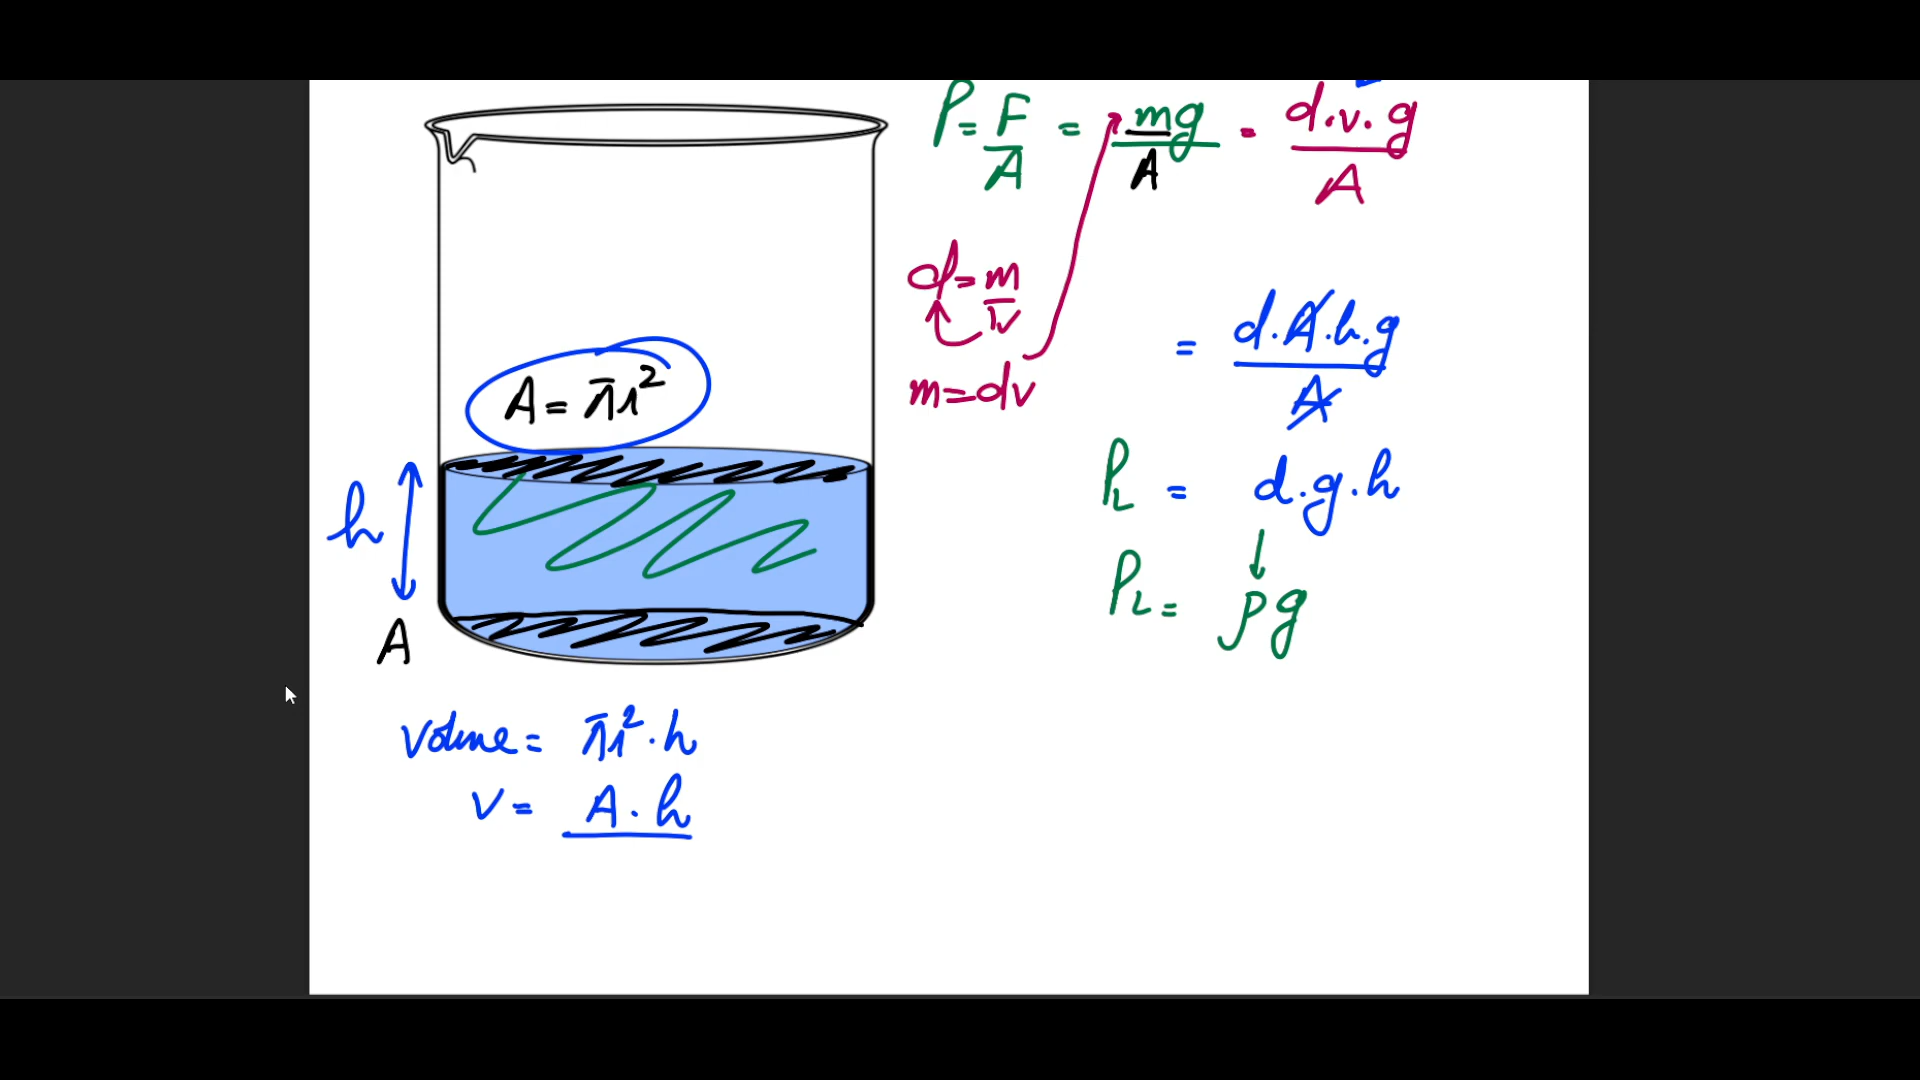 P = F/A = mg/A = d.v.g/A
d = m/v
m = dv
= d.A.h.g/A
A = πr²
h
P_L = d.g.h
P_L = ρg
A
Volume = πr².h
V = A.h